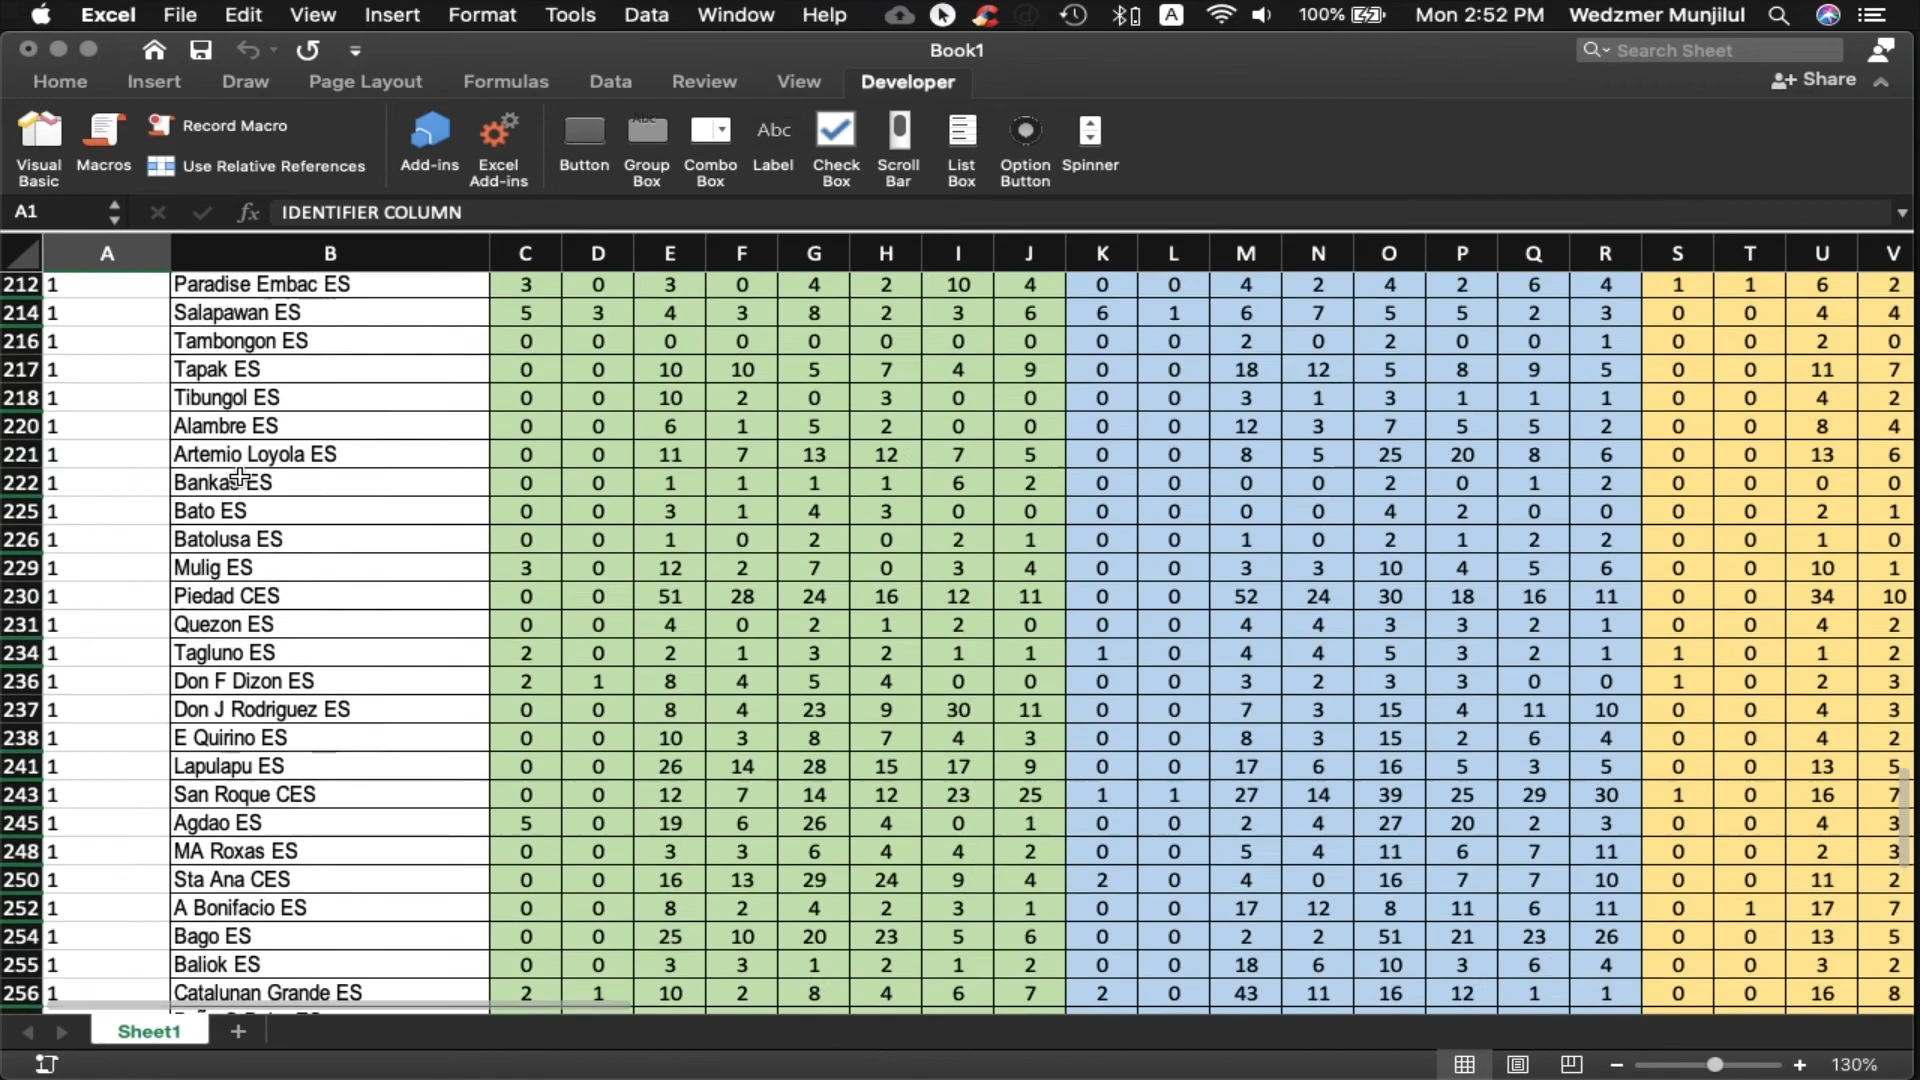 Excel File Edit View Insert Format Tools Data Window Help A 100% Mon 2:52 PM Wedzmer Munjilul
Book1 Search Sheet
Home Insert Draw Page Layout Formulas Data Review View Developer Share
Visual Basic Macros Record Macro Use Relative References Add-ins Excel Add-ins Button Abc Group Box Combo Box Abc Label Check Box Scroll Bar List Box Option Button Spinner
A1 fx IDENTIFIER COLUMN
A B C D E F G H I J K L M N O P Q R S T U V
212 1 Paradise Embac ES 3 0 3 0 4 2 10 4 0 0 4 2 4 2 6 4 1 1 6 2
214 1 Salapawan ES 5 3 4 3 8 2 3 6 6 1 6 7 5 5 2 3 0 0 4 4
216 1 Tambongon ES 0 0 0 0 0 0 0 0 0 0 2 0 2 0 0 1 0 0 2 0
217 1 Tapak ES 0 0 10 10 5 7 4 9 0 0 18 12 5 8 9 5 0 0 11 7
218 1 Tibungol ES 0 0 10 2 0 3 0 0 0 0 3 1 3 1 1 1 0 0 4 2
220 1 Alambre ES 0 0 6 1 5 2 0 0 0 0 12 3 7 5 5 2 0 0 8 4
221 1 Artemio Loyola ES 0 0 11 7 13 12 7 5 0 0 8 5 25 20 8 6 0 0 13 6
222 1 Bankas ES 0 0 1 1 1 1 6 2 0 0 0 0 2 0 1 2 0 0 0 0
225 1 Bato ES 0 0 3 1 4 3 0 0 0 0 0 0 4 2 0 0 0 0 2 1
226 1 Batolusa ES 0 0 1 0 2 0 2 1 0 0 1 0 2 1 2 2 0 0 1 0
229 1 Mulig ES 3 0 12 2 7 0 3 4 0 0 3 3 10 4 5 6 0 0 10 1
230 1 Piedad CES 0 0 51 28 24 16 12 11 0 0 52 24 30 18 16 11 0 0 34 10
231 1 Quezon ES 0 0 4 0 2 1 2 0 0 0 4 4 3 3 2 1 0 0 4 2
234 1 Tagluno ES 2 0 2 1 3 2 1 1 1 0 4 4 5 3 2 1 1 0 1 2
236 1 Don F Dizon ES 2 1 8 4 5 4 0 0 0 0 3 2 3 3 0 0 1 0 2 3
237 1 Don J Rodriguez ES 0 0 8 4 23 9 30 11 0 0 7 3 15 4 11 10 0 0 4 3
238 1 E Quirino ES 0 0 10 3 8 7 4 3 0 0 8 3 15 2 6 4 0 0 4 2
241 1 Lapulapu ES 0 0 26 14 28 15 17 9 0 0 17 6 16 5 3 5 0 0 13 5
243 1 San Roque CES 0 0 12 7 14 12 23 25 1 1 27 14 39 25 29 30 1 0 16 7
245 1 Agdao ES 5 0 19 6 26 4 0 1 0 0 2 4 27 20 2 3 0 0 4 3
248 1 MA Roxas ES 0 0 3 3 6 4 4 2 0 0 5 4 11 6 7 11 0 0 2 3
250 1 Sta Ana CES 0 0 16 13 29 24 9 4 2 0 4 0 16 7 7 10 0 0 11 2
252 1 A Bonifacio ES 0 0 8 2 4 2 3 1 0 0 17 12 8 11 6 11 0 1 17 7
254 1 Bago ES 0 0 25 10 20 23 5 6 0 0 2 2 51 21 23 26 0 0 13 5
255 1 Baliok ES 0 0 3 3 1 2 1 2 0 0 18 6 10 3 6 4 0 0 3 2
256 1 Catalunan Grande ES 2 1 10 2 8 4 6 7 2 0 43 11 16 12 1 1 0 0 16 8
Sheet1
130%